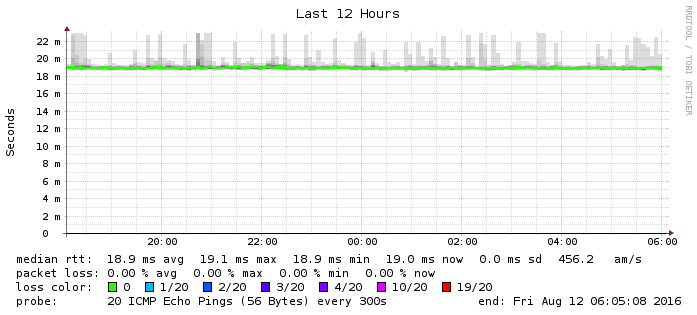 Last 12 Hours
RRDTOOL / TOBI OETIKER
Seconds
22 m
20 m
18 m
16 m
14 m
12 m
10 m
8 m
6 m
4 m
2 m
0
20:00 22:00 00:00 02:00 04:00 06:00
median rtt: 18.9 ms avg 19.1 ms max 18.9 ms min 19.0 ms now 0.0 ms sd 456.2 am/s
packet loss: 0.00 % avg 0.00 % max 0.00 % min 0.00 % now
loss color: 0 1/20 2/20 3/20 4/20 10/20 19/20
probe: 20 ICMP Echo Pings (56 Bytes) every 300s end: Fri Aug 12 06:05:08 2016